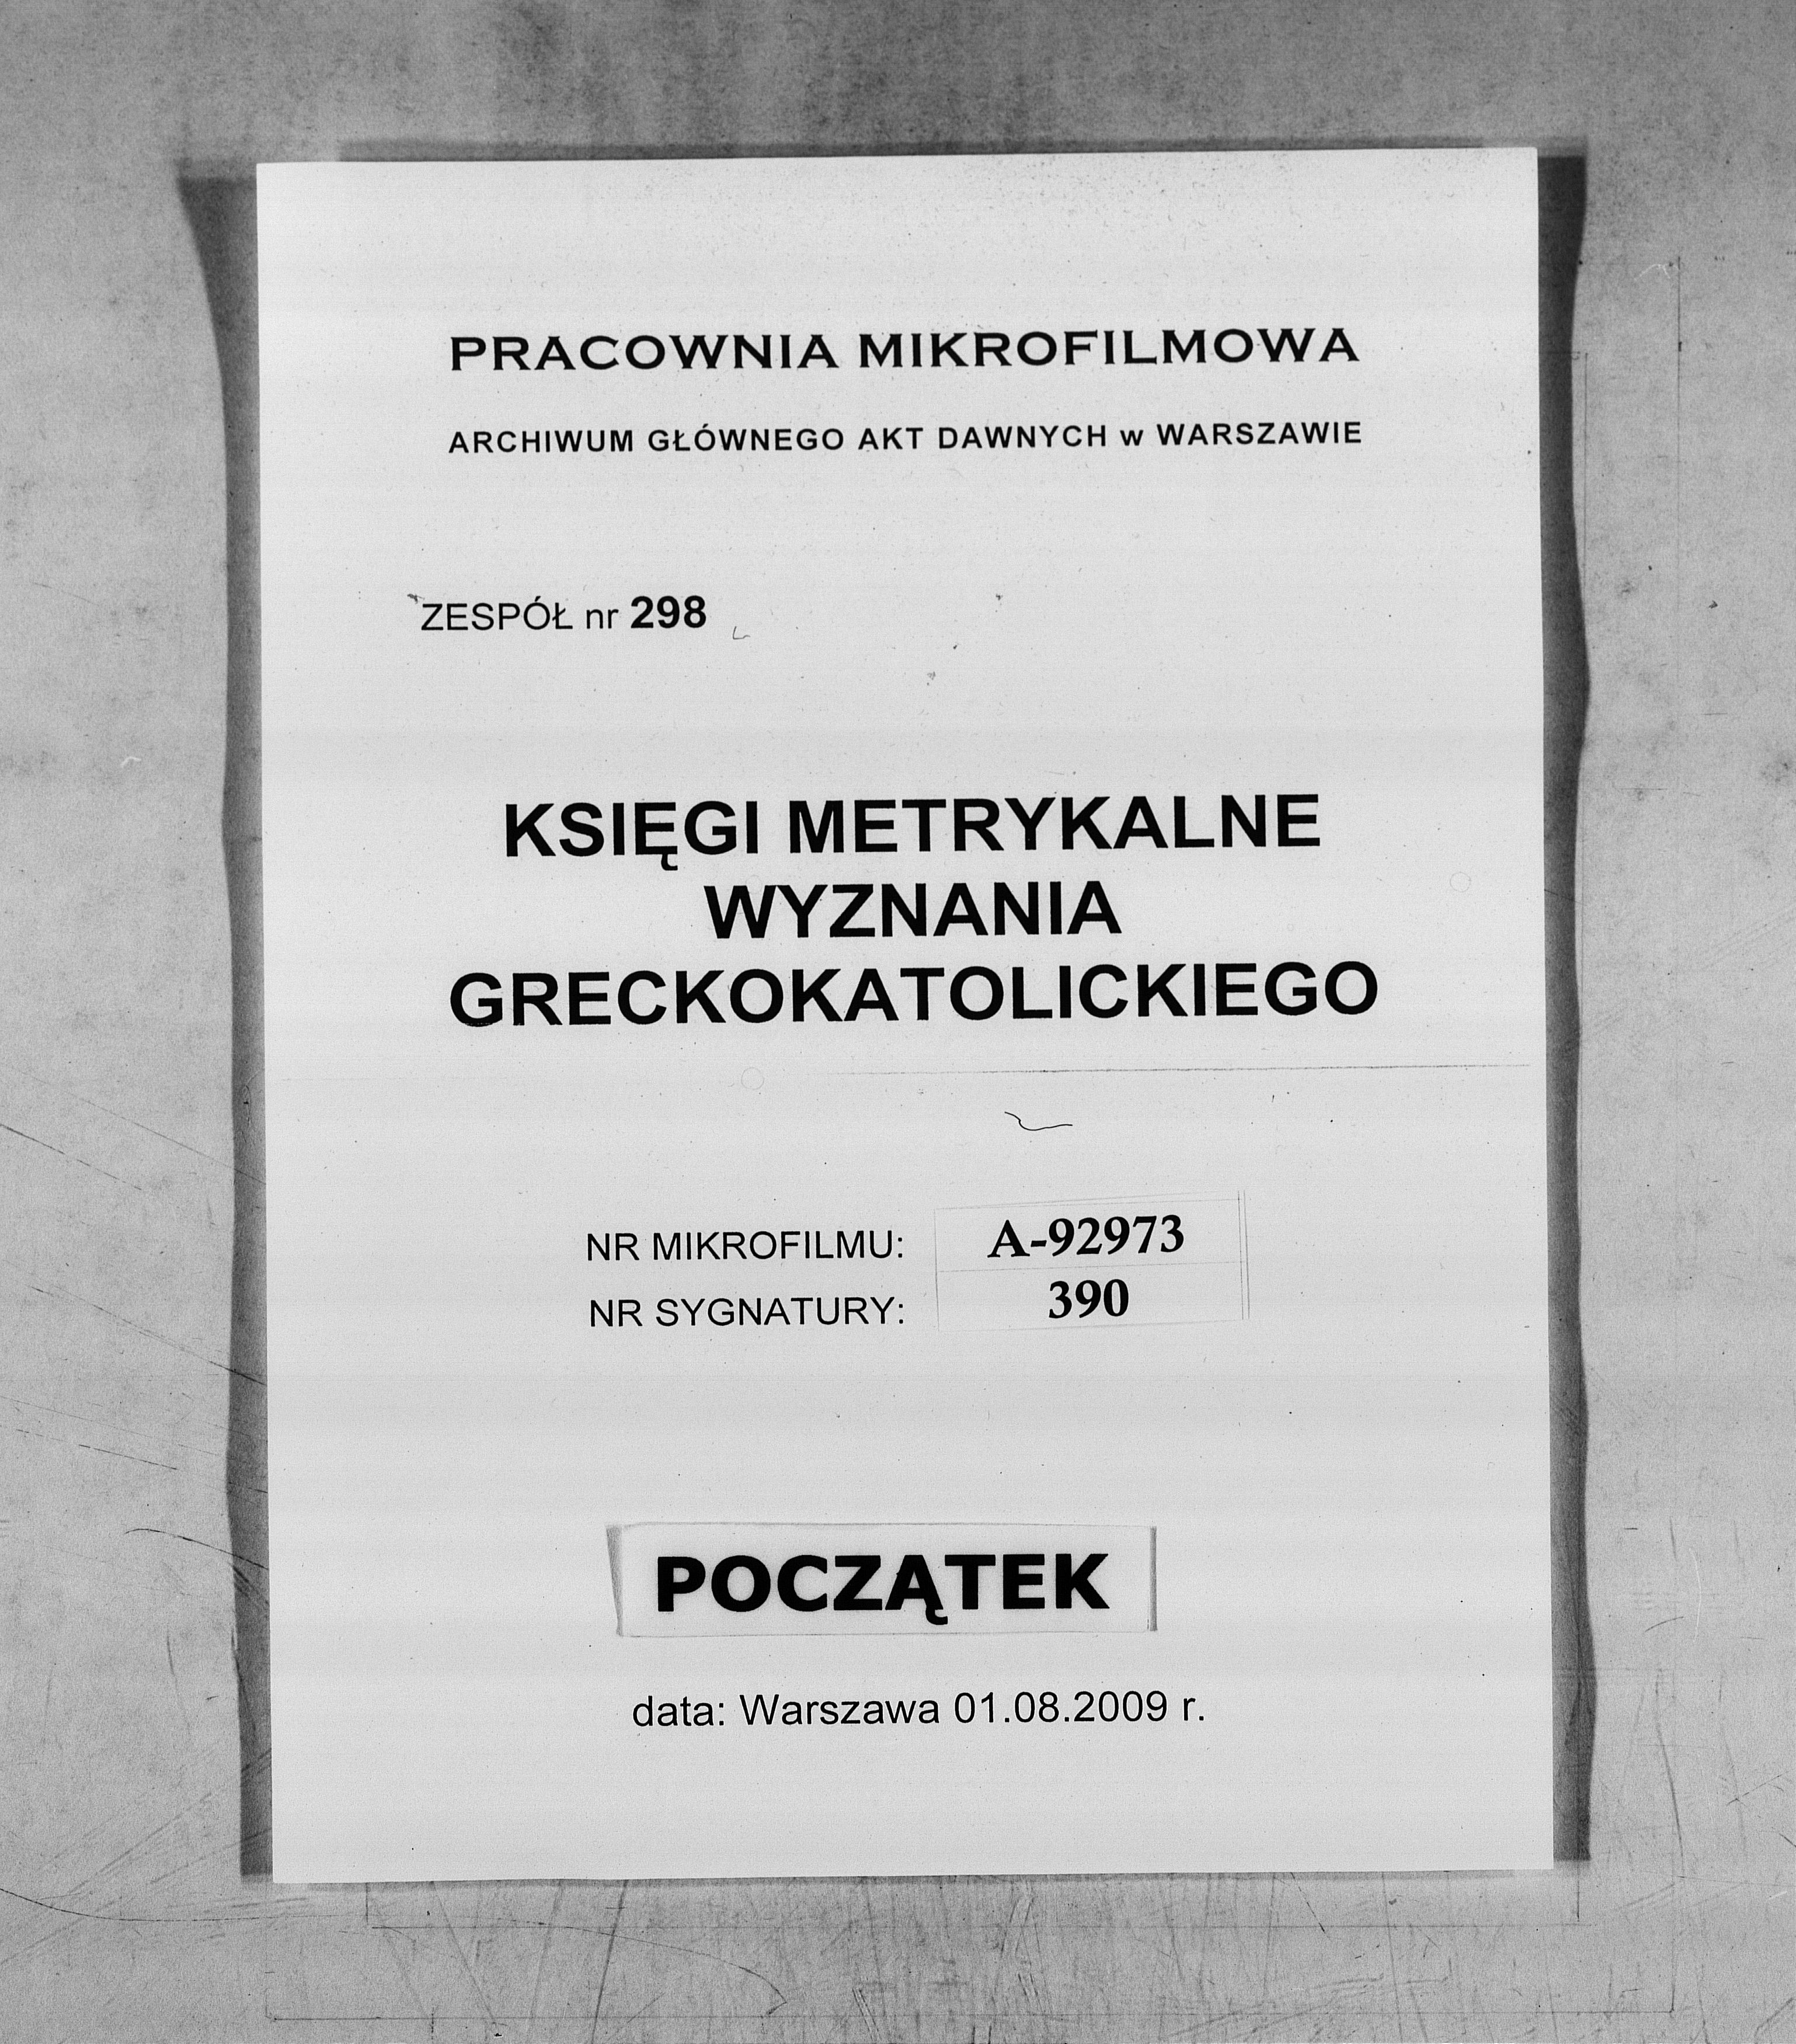 PRACOWNIA MIKROFILMOWA
ARCHIWUM GŁÓWNEGO AKT DAWNYCH w WARSZAWIE
ZESPÓŁ nr 298
KSIĘGI METRYKALNE
WYZNANIA
GRECKOKATOLICKIEGO
NR MIKROFILMU: A-92973
NR SYGNATURY: 390
POCZĄTEK
data: Warszawa 01.08.2009 r.